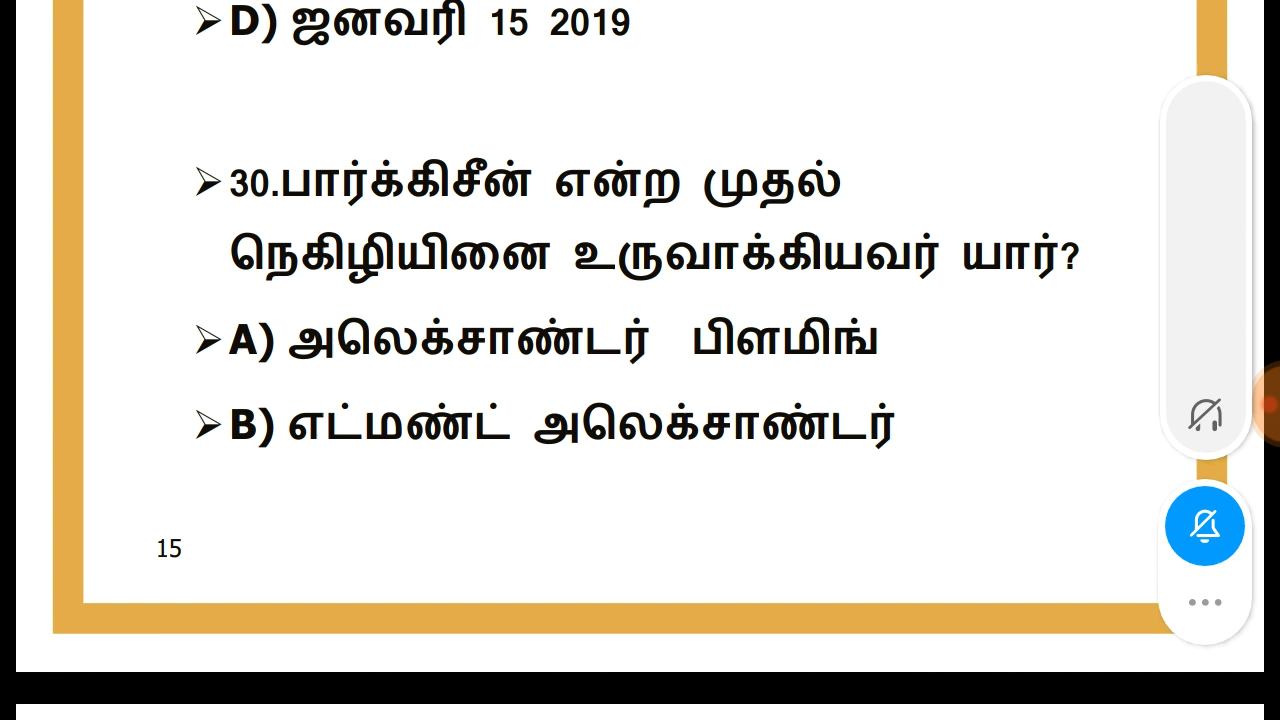 ➢ D) ஜனவரி 15 2019
➢ 30.பார்க்கிசீன் என்ற முதல்
நெகிழியினை உருவாக்கியவர் யார்?
➢ A) அலெக்சாண்டர் பிளமிங்
➢ B) எட்மண்ட் அலெக்சாண்டர்
15